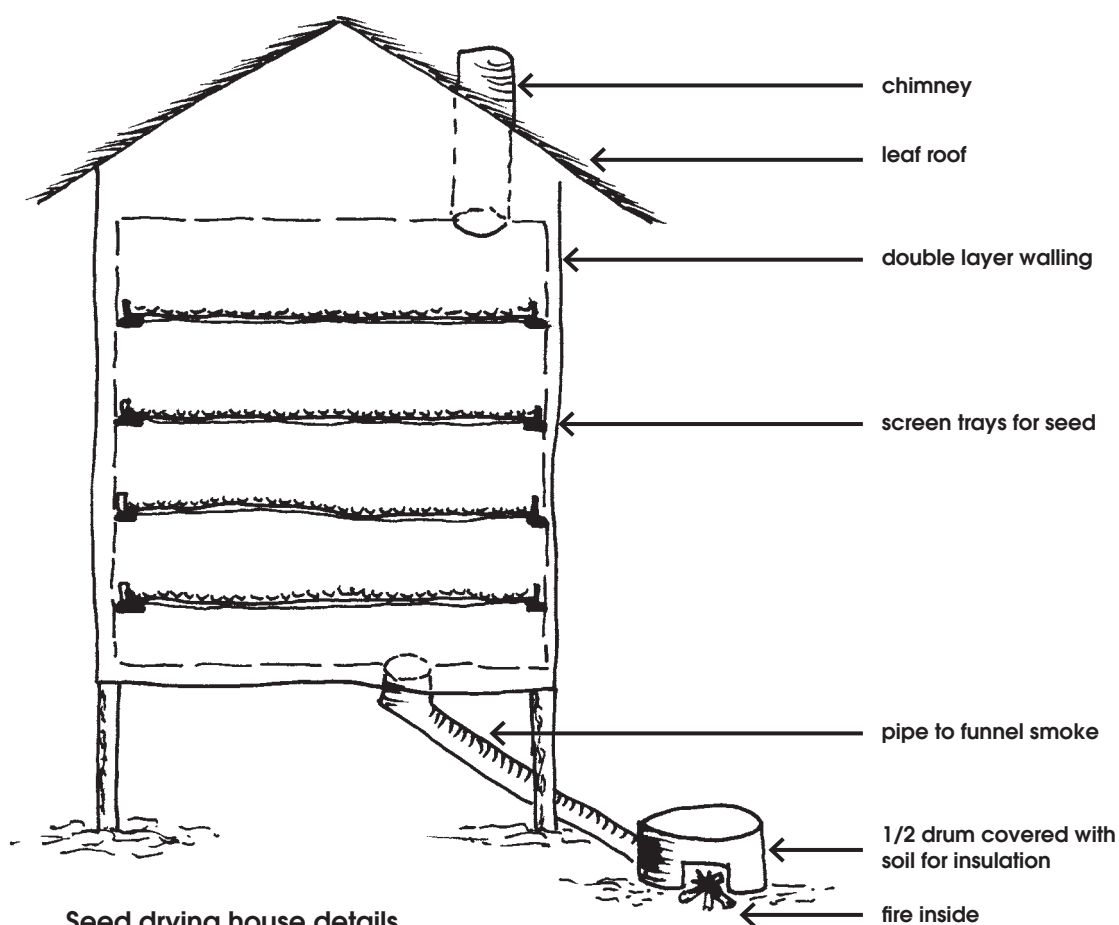 chimney
leaf roof
double layer walling
screen trays for seed
pipe to funnel smoke
1/2 drum covered with
soil for insulation
fire inside
Seed drying house details